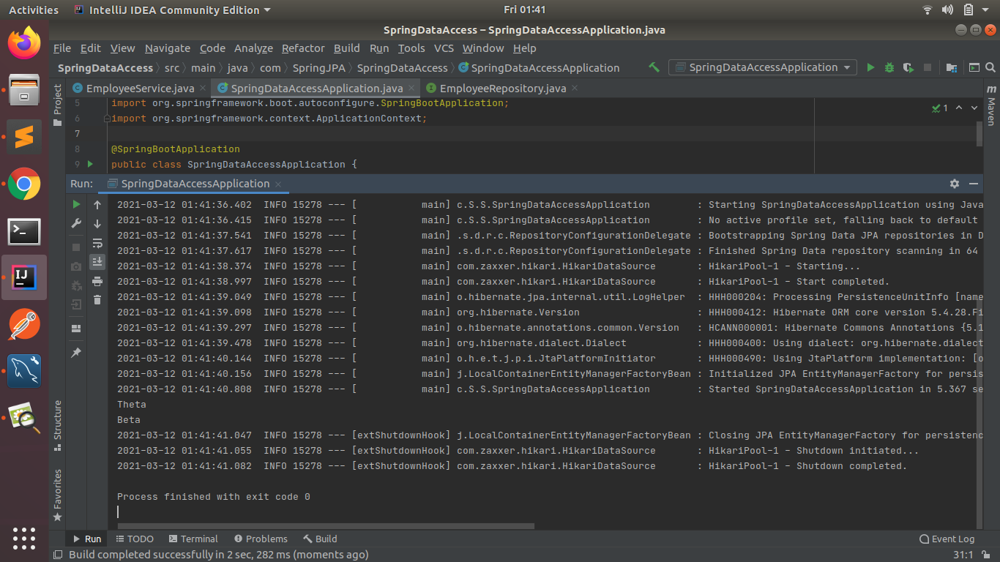 Activities IntelliJ IDEA Community Edition Fri 01:41
SpringDataAccess – SpringDataAccessApplication.java
File Edit View Navigate Code Analyze Refactor Build Run Tools VCS Window Help
SpringDataAccess src main java com SpringJPA SpringDataAccess SpringDataAccessApplication SpringDataAccessApplication
Project EmployeeService.java SpringDataAccessApplication.java EmployeeRepository.java m Maven
5 import org.springframework.boot.autoconfigure.SpringBootApplication;
6 import org.springframework.context.ApplicationContext; 1
7
8 @SpringBootApplication
9 public class SpringDataAccessApplication {
Run: SpringDataAccessApplication
2021-03-12 01:41:36.402 INFO 15278 --- [ main] c.S.S.SpringDataAccessApplication : Starting SpringDataAccessApplication using Java
2021-03-12 01:41:36.415 INFO 15278 --- [ main] c.S.S.SpringDataAccessApplication : No active profile set, falling back to default
2021-03-12 01:41:37.541 INFO 15278 --- [ main] .s.d.r.c.RepositoryConfigurationDelegate : Bootstrapping Spring Data JPA repositories in D
2021-03-12 01:41:37.617 INFO 15278 --- [ main] .s.d.r.c.RepositoryConfigurationDelegate : Finished Spring Data repository scanning in 64
2021-03-12 01:41:38.374 INFO 15278 --- [ main] com.zaxxer.hikari.HikariDataSource : HikariPool-1 - Starting...
2021-03-12 01:41:38.997 INFO 15278 --- [ main] com.zaxxer.hikari.HikariDataSource : HikariPool-1 - Start completed.
2021-03-12 01:41:39.049 INFO 15278 --- [ main] o.hibernate.jpa.internal.util.LogHelper : HHH000204: Processing PersistenceUnitInfo [name
2021-03-12 01:41:39.098 INFO 15278 --- [ main] org.hibernate.Version : HHH000412: Hibernate ORM core version 5.4.28.Fi
2021-03-12 01:41:39.297 INFO 15278 --- [ main] o.hibernate.annotations.common.Version : HCANN000001: Hibernate Commons Annotations {5.1
2021-03-12 01:41:39.478 INFO 15278 --- [ main] org.hibernate.dialect.Dialect : HHH000400: Using dialect: org.hibernate.dialect
2021-03-12 01:41:40.144 INFO 15278 --- [ main] o.h.e.t.j.p.i.JtaPlatformInitiator : HHH000490: Using JtaPlatform implementation: [o
2021-03-12 01:41:40.156 INFO 15278 --- [ main] j.LocalContainerEntityManagerFactoryBean : Initialized JPA EntityManagerFactory for persis
2021-03-12 01:41:40.808 INFO 15278 --- [ main] c.S.S.SpringDataAccessApplication : Started SpringDataAccessApplication in 5.367 se
Theta
Beta
2021-03-12 01:41:41.047 INFO 15278 --- [extShutdownHook] j.LocalContainerEntityManagerFactoryBean : Closing JPA EntityManagerFactory for persistenc
2021-03-12 01:41:41.055 INFO 15278 --- [extShutdownHook] com.zaxxer.hikari.HikariDataSource : HikariPool-1 - Shutdown initiated...
2021-03-12 01:41:41.082 INFO 15278 --- [extShutdownHook] com.zaxxer.hikari.HikariDataSource : HikariPool-1 - Shutdown completed.
Process finished with exit code 0
Structure
Favorites
Run TODO Terminal Problems Build Event Log
Build completed successfully in 2 sec, 282 ms (moments ago) 31:1